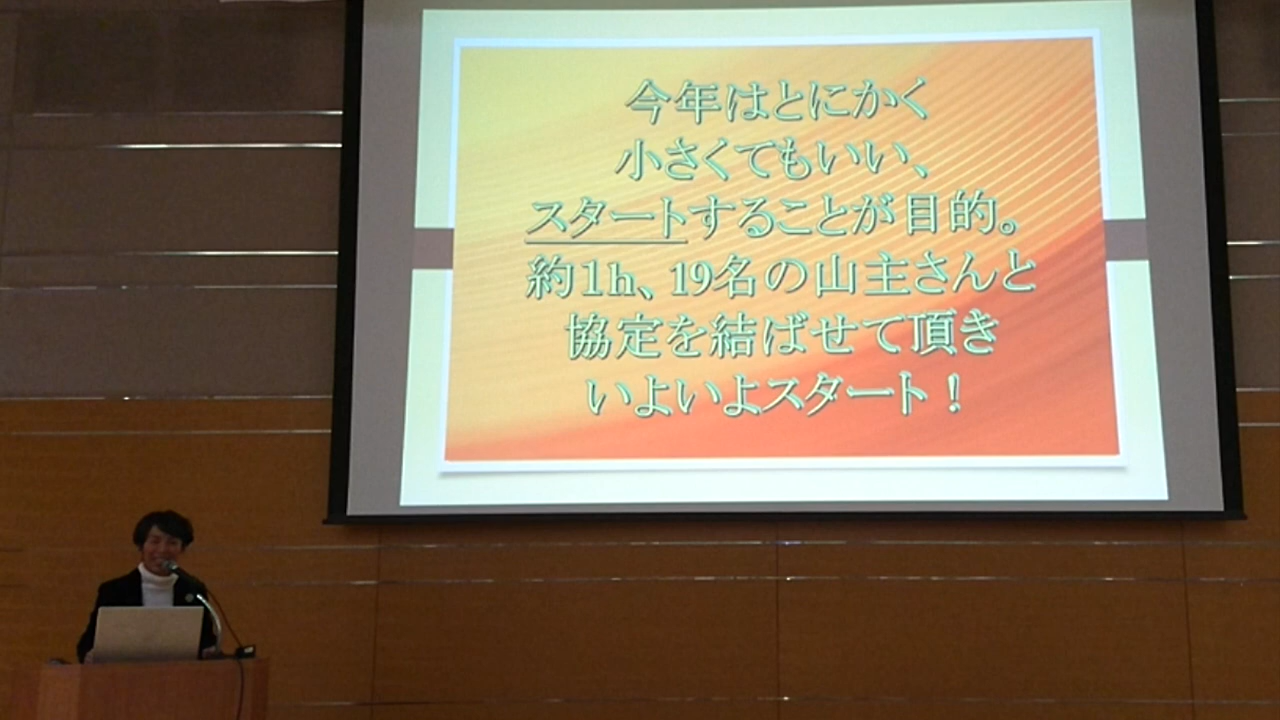 今年はとにかく
小さくてもいい、
スタートすることが目的。
約1h、19名の山主さんと
協定を結ばせて頂き
いよいよスタート！